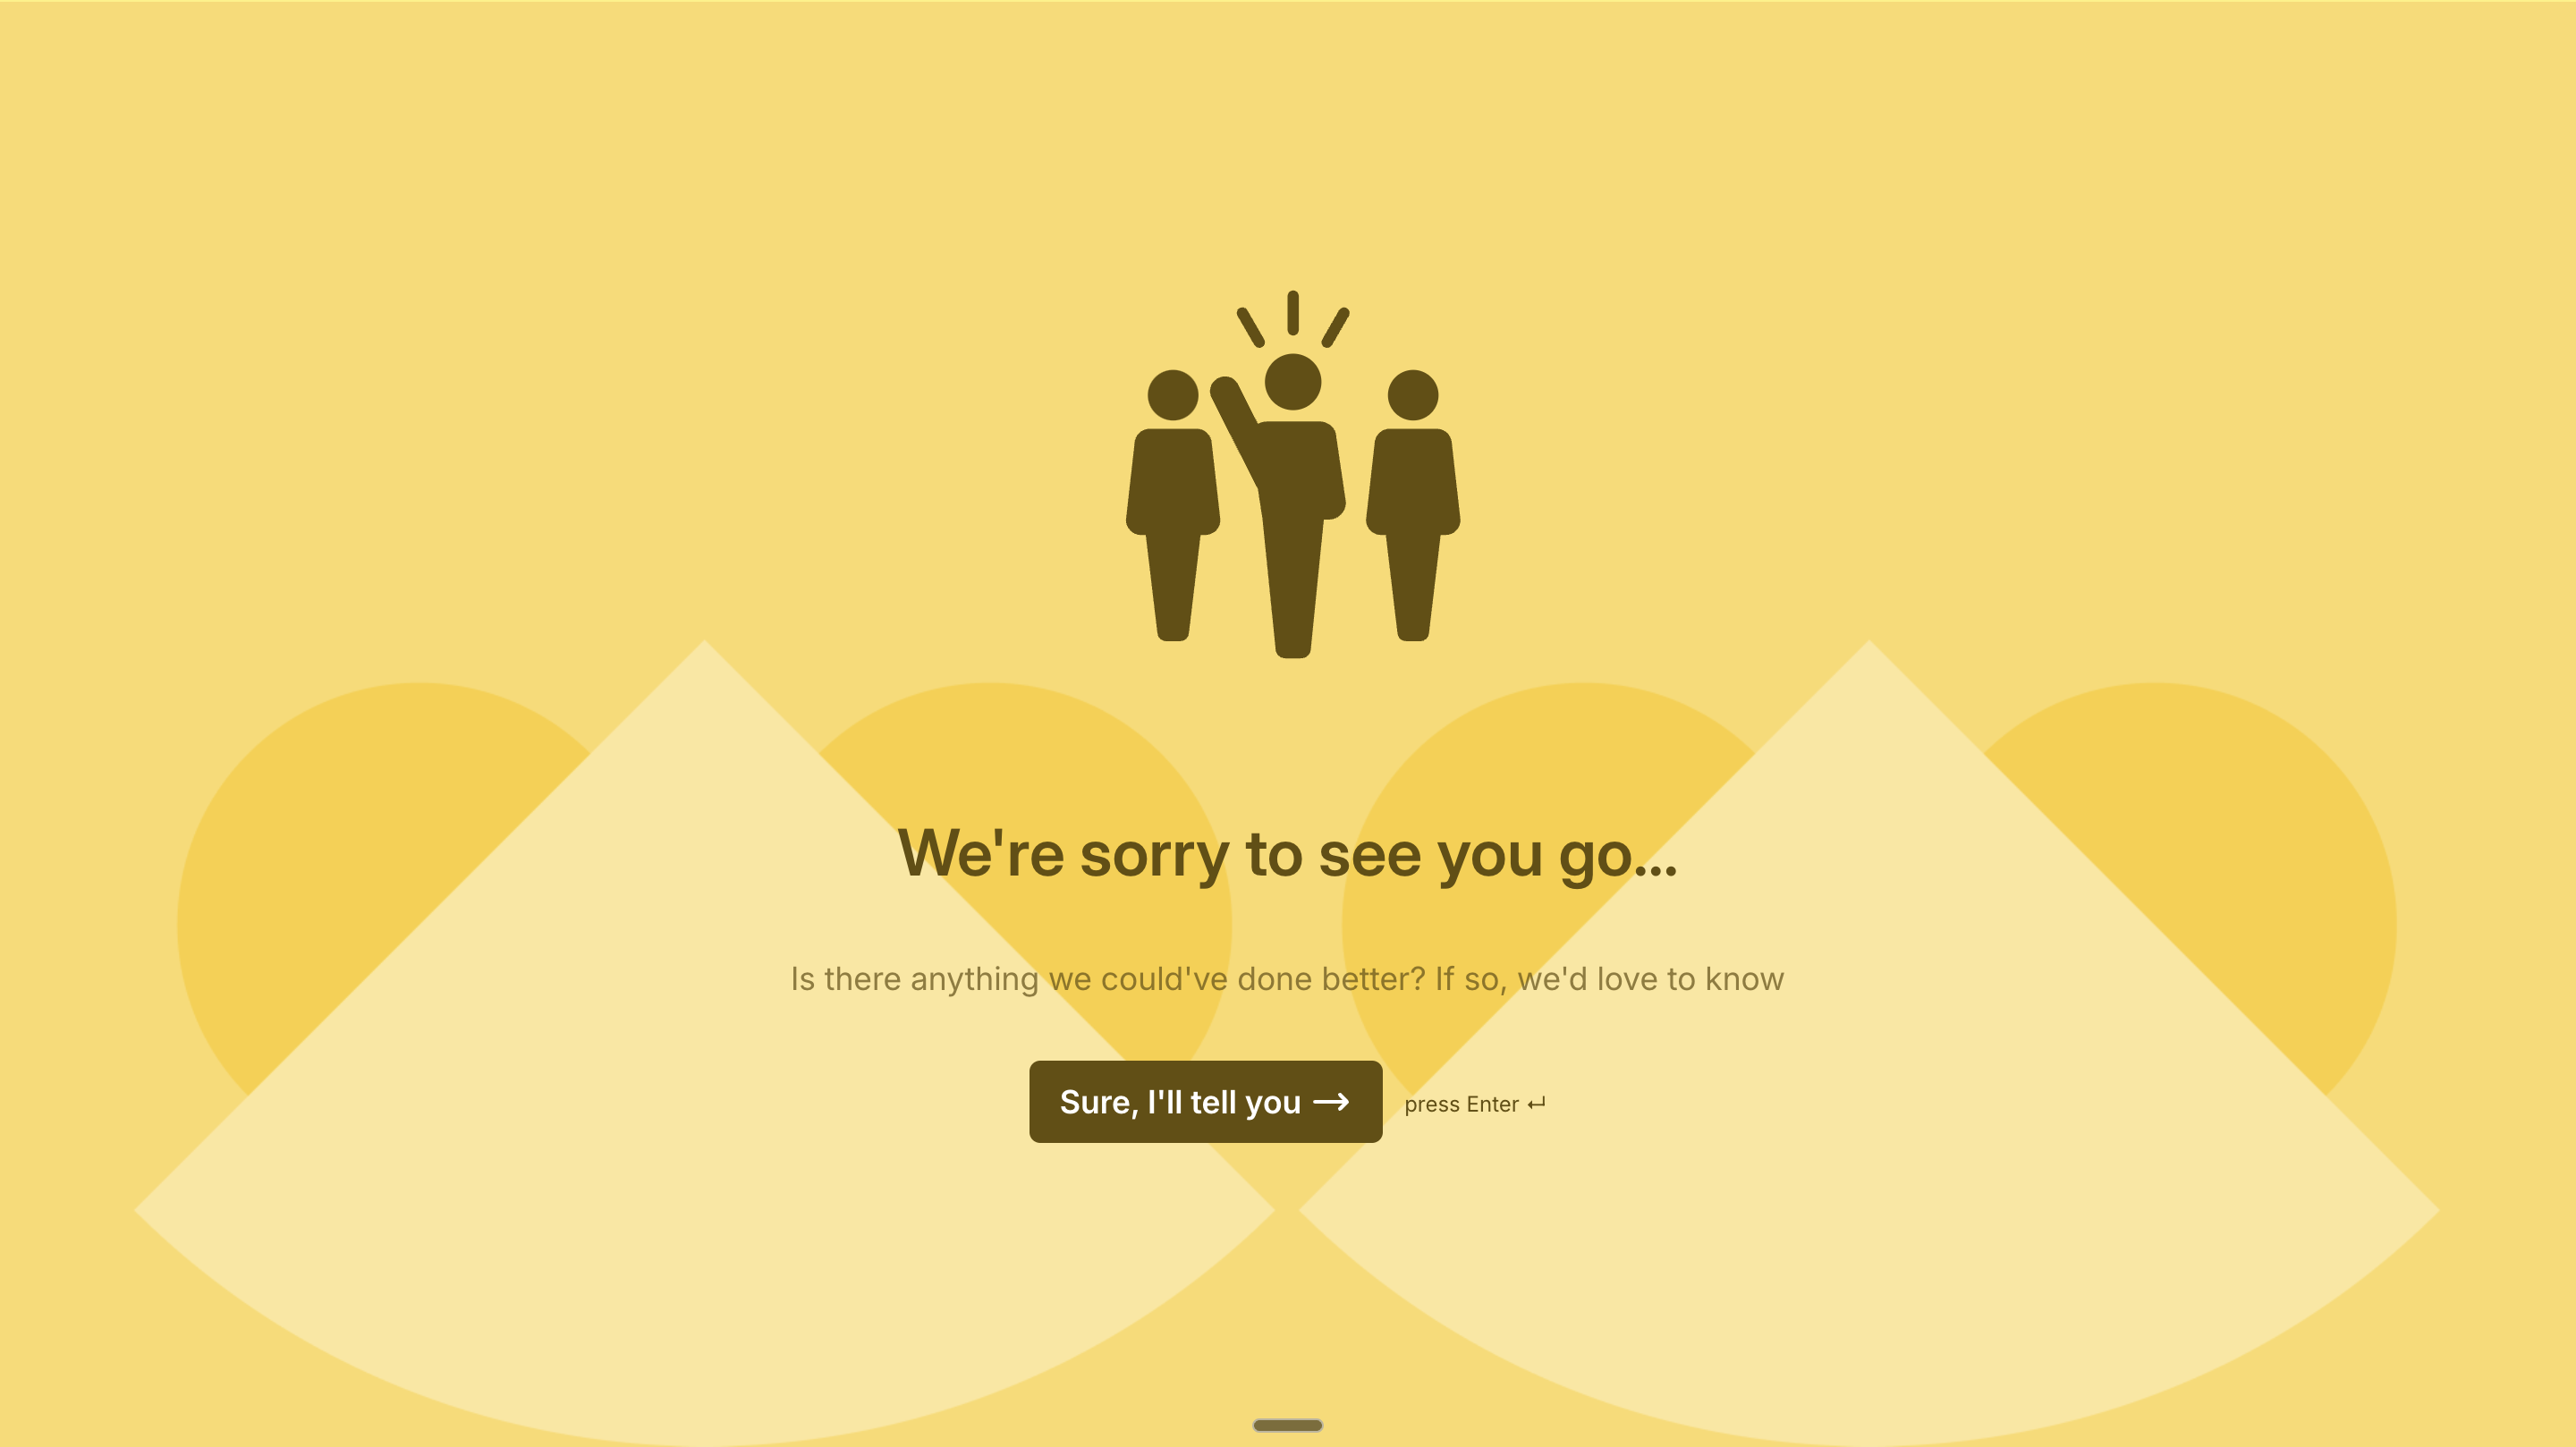 We're sorry to see you go...
Is there anything we could've done better? If so, we'd love to know
Sure, I'll tell you →
press Enter ↵